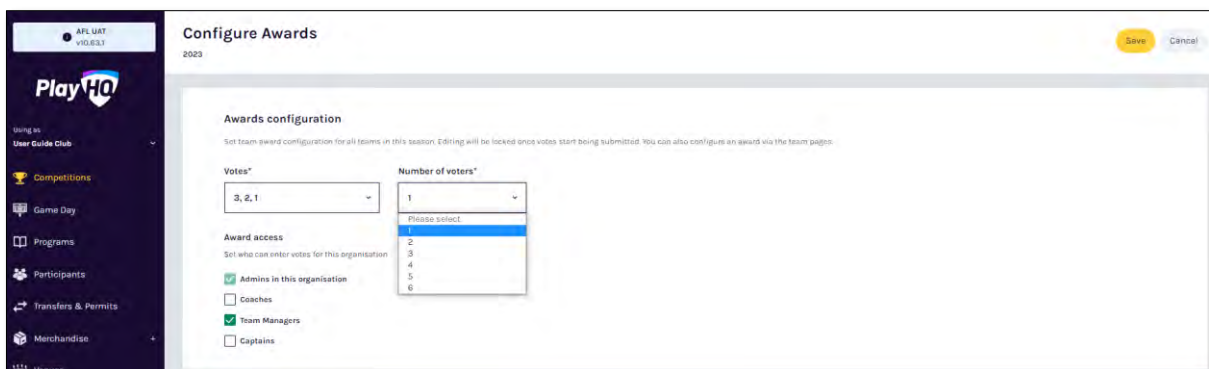 AFL UAT
v10.63.1
PlayHQ
Using as
User Guide Club
Competitions
Game Day
Programs
Participants
Transfers & Permits
Merchandise +
Configure Awards
2023
Save Cancel
Awards configuration
Set team award configuration for all teams in this season. Editing will be locked once votes start being submitted. You can also configure an award via the team pages.
Votes* Number of voters*
3, 2, 1 1
Please select
1
2
3
4
5
6
Award access
Set who can enter votes for this organisation
Admins in this organisation
Coaches
Team Managers
Captains